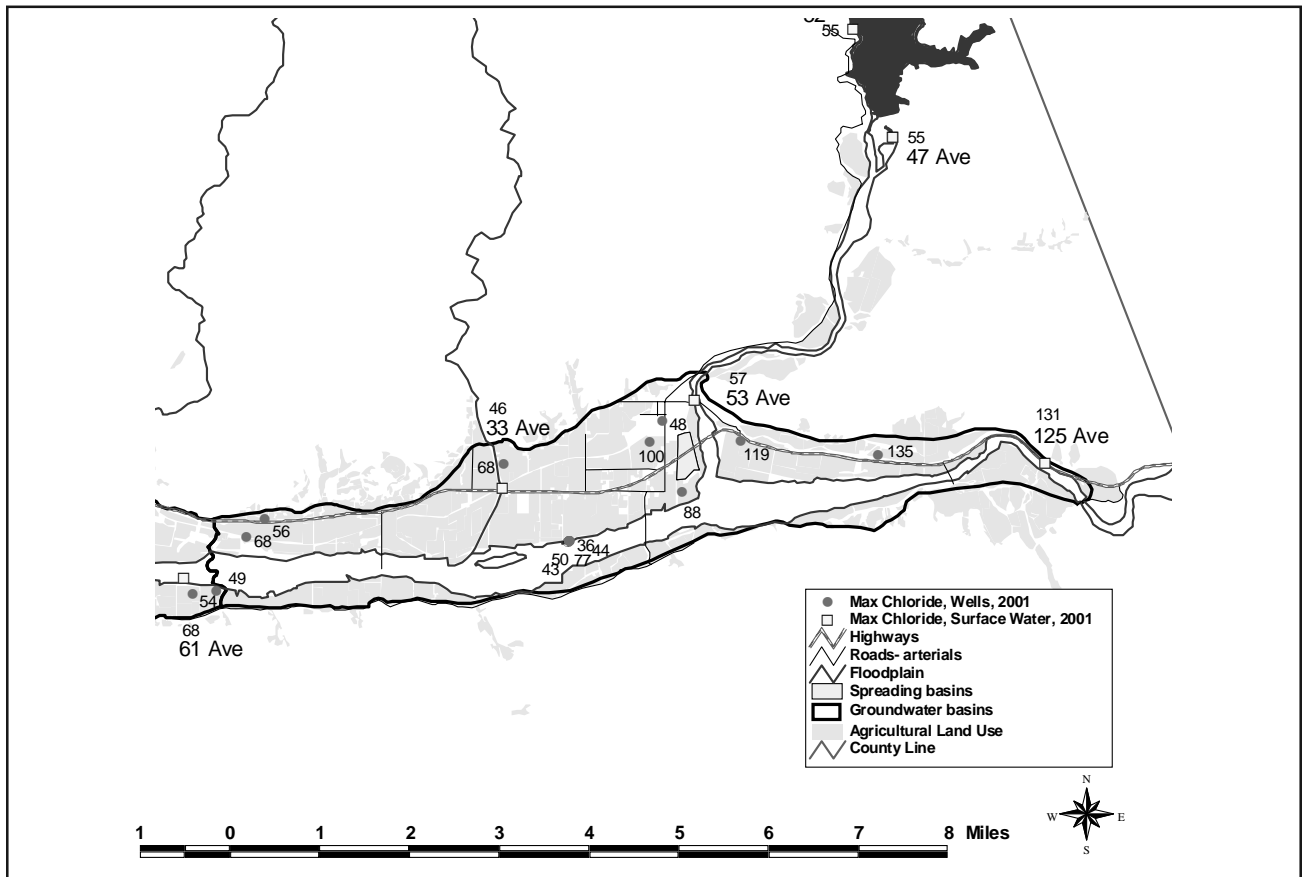 55
55
47 Ave
57
53 Ave
46
33 Ave
48
131
125 Ave
100
119
135
68
88
56
68
36
44
50
77
43
49
54
68
61 Ave
Max Chloride, Wells, 2001
Max Chloride, Surface Water, 2001
Highways
Roads- arterials
Floodplain
Spreading basins
Groundwater basins
Agricultural Land Use
County Line
N
W
E
S
1 0 1 2 3 4 5 6 7 8 Miles